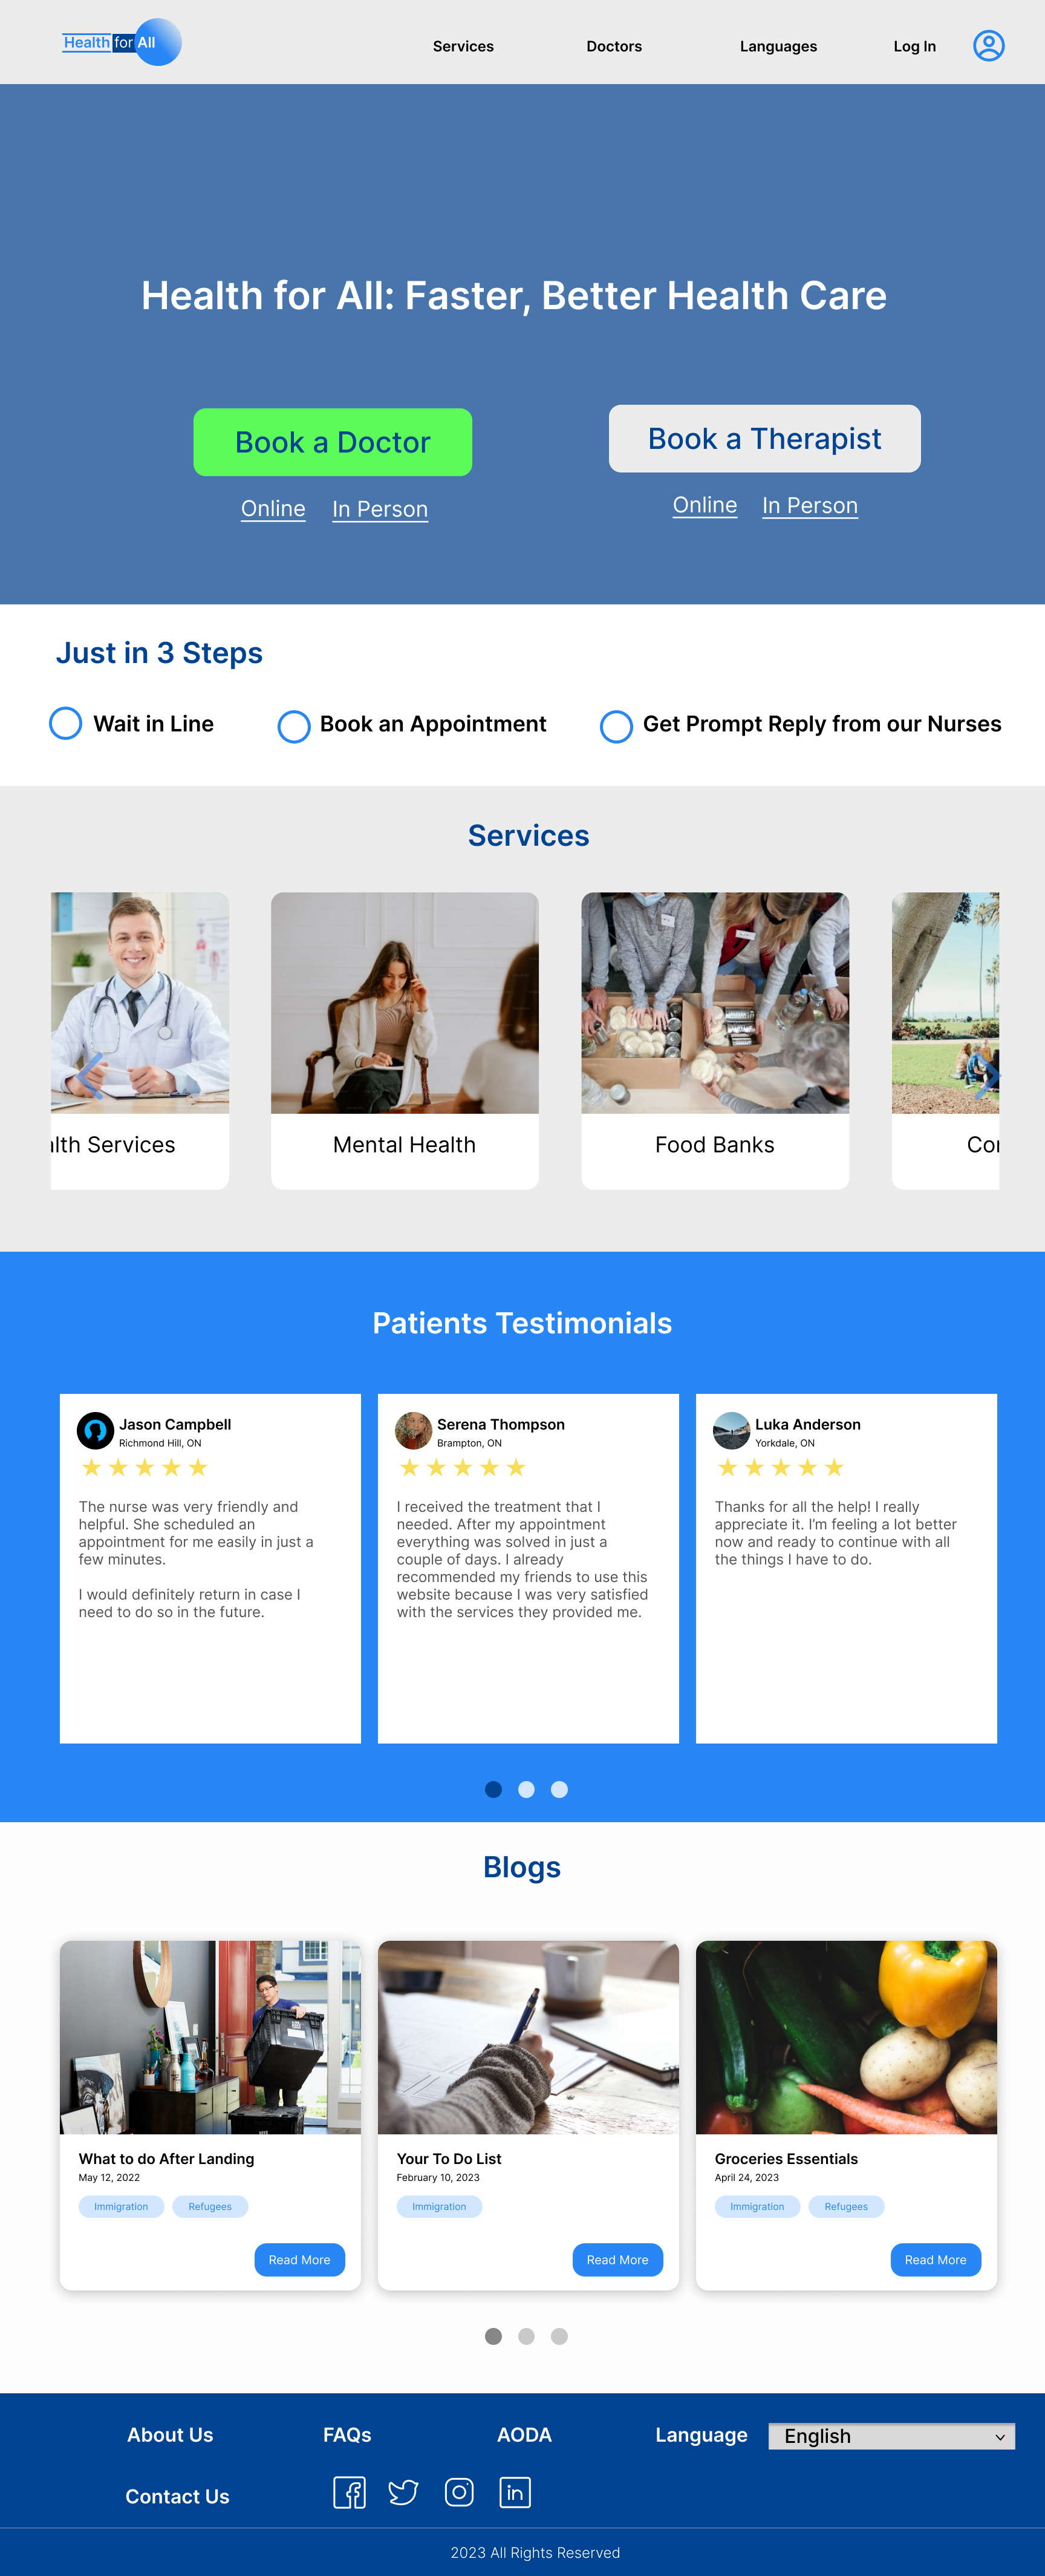 Health for All
Services
Doctors
Languages
Log In
Health for All: Faster, Better Health Care
Book a Doctor
Book a Therapist
Online
In Person
Online
In Person
Just in 3 Steps
Wait in Line
Book an Appointment
Get Prompt Reply from our Nurses
Services
lth Services
Mental Health
Food Banks
Co
Patients Testimonials
Jason Campbell
Richmond Hill, ON
The nurse was very friendly and
helpful. She scheduled an
appointment for me easily in just a
few minutes.
I would definitely return in case I
need to do so in the future.
Serena Thompson
Brampton, ON
I received the treatment that I
needed. After my appointment
everything was solved in just a
couple of days. I already
recommended my friends to use this
website because I was very satisfied
with the services they provided me.
Luka Anderson
Yorkdale, ON
Thanks for all the help! I really
appreciate it. I'm feeling a lot better
now and ready to continue with all
the things I have to do.
Blogs
What to do After Landing
May 12, 2022
Immigration
Refugees
Read More
Your To Do List
February 10, 2023
Immigration
Read More
Groceries Essentials
April 24, 2023
Immigration
Refugees
Read More
About Us
FAQs
AODA
Language
English
Contact Us
2023 All Rights Reserved